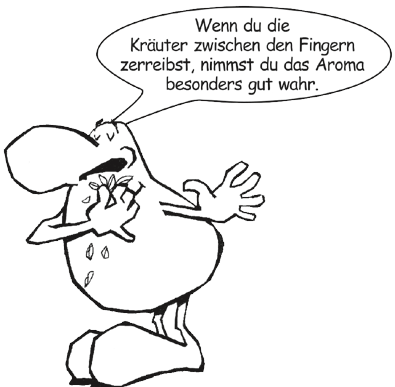 Wenn du die
Kräuter zwischen den Fingern
zerreibst, nimmst du das Aroma
besonders gut wahr.